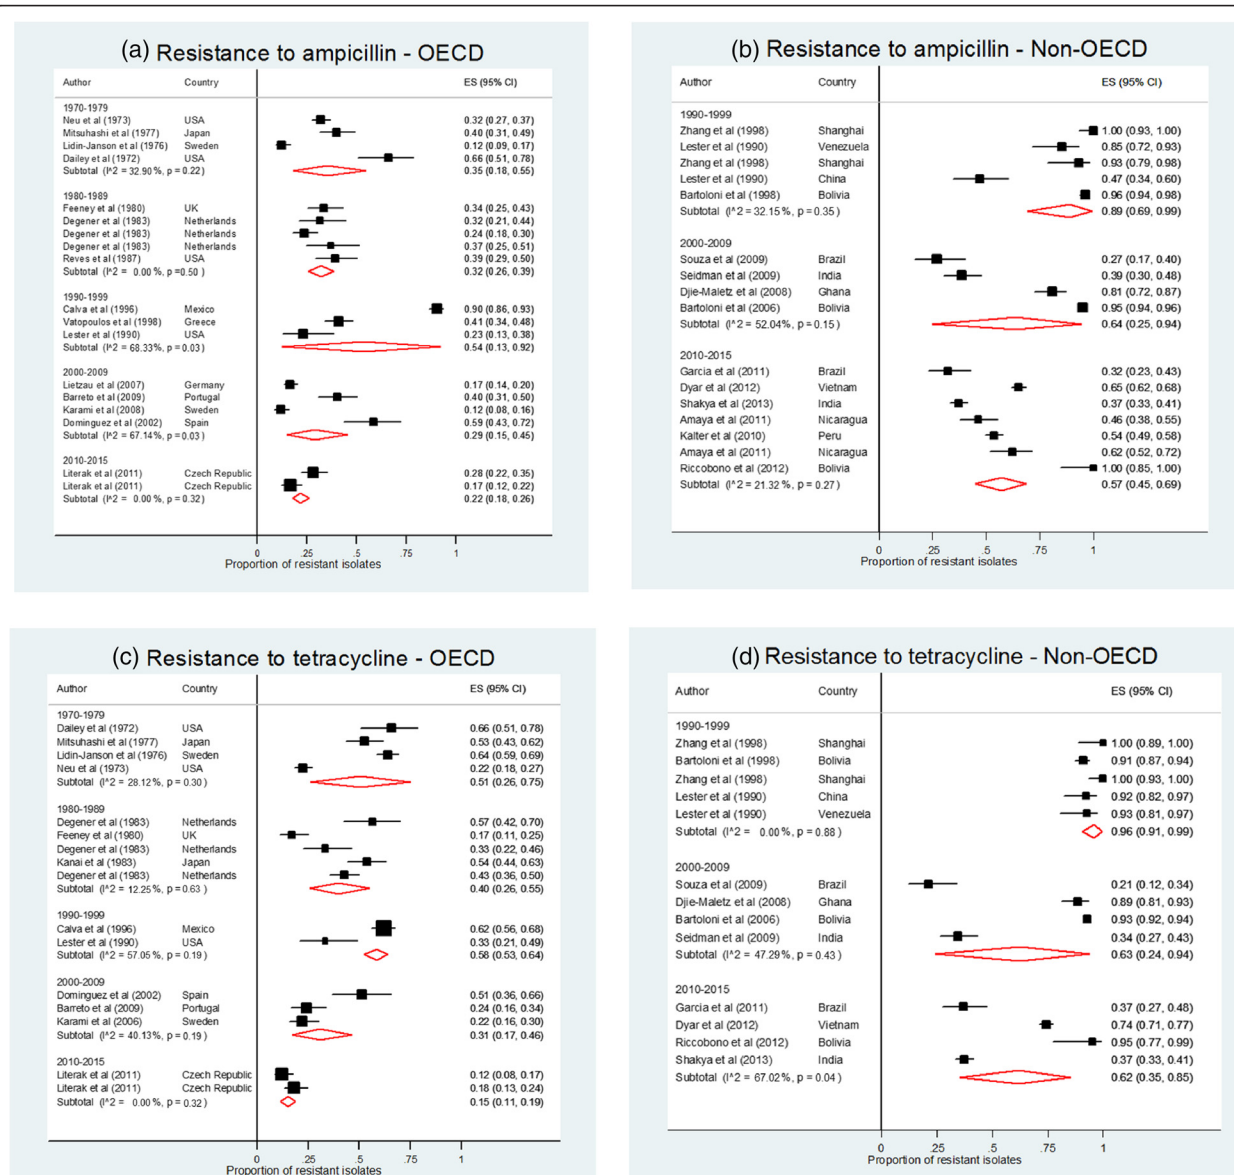 (a) Resistance to ampicillin - OECD
Author Country ES (95% CI)
1970-1979
Neu et al (1973) USA 0.32 (0.27, 0.37)
Mitsuhashi et al (1977) Japan 0.40 (0.31, 0.49)
Lidin-Janson et al (1976) Sweden 0.12 (0.09, 0.17)
Dailey et al (1972) USA 0.66 (0.51, 0.78)
Subtotal (I^2 = 32.90%, p = 0.22) 0.35 (0.18, 0.55)
1980-1989
Feeney et al (1980) UK 0.34 (0.25, 0.43)
Degener et al (1983) Netherlands 0.32 (0.21, 0.44)
Degener et al (1983) Netherlands 0.24 (0.18, 0.30)
Degener et al (1983) Netherlands 0.37 (0.25, 0.51)
Reves et al (1987) USA 0.39 (0.29, 0.50)
Subtotal (I^2 = 0.00%, p =0.50) 0.32 (0.26, 0.39)
1990-1999
Calva et al (1996) Mexico 0.90 (0.86, 0.93)
Vatopoulos et al (1998) Greece 0.41 (0.34, 0.48)
Lester et al (1990) USA 0.23 (0.13, 0.38)
Subtotal (I^2 = 68.33%, p = 0.03) 0.54 (0.13, 0.92)
2000-2009
Lietzau et al (2007) Germany 0.17 (0.14, 0.20)
Barreto et al (2009) Portugal 0.40 (0.31, 0.50)
Karami et al (2008) Sweden 0.12 (0.08, 0.16)
Dominguez et al (2002) Spain 0.59 (0.43, 0.72)
Subtotal (I^2 = 67.14%, p = 0.03) 0.29 (0.15, 0.45)
2010-2015
Literak et al (2011) Czech Republic 0.28 (0.22, 0.35)
Literak et al (2011) Czech Republic 0.17 (0.12, 0.22)
Subtotal (I^2 = 0.00%, p = 0.32) 0.22 (0.18, 0.26)
0 .25 .5 .75 1
Proportion of resistant isolates
(b) Resistance to ampicillin - Non-OECD
Author Country ES (95% CI)
1990-1999
Zhang et al (1998) Shanghai 1.00 (0.93, 1.00)
Lester et al (1990) Venezuela 0.85 (0.72, 0.93)
Zhang et al (1998) Shanghai 0.93 (0.79, 0.98)
Lester et al (1990) China 0.47 (0.34, 0.60)
Bartoloni et al (1998) Bolivia 0.96 (0.94, 0.98)
Subtotal (I^2 = 32.15%, p = 0.35) 0.89 (0.69, 0.99)
2000-2009
Souza et al (2009) Brazil 0.27 (0.17, 0.40)
Seidman et al (2009) India 0.39 (0.30, 0.48)
Djie-Maletz et al (2008) Ghana 0.81 (0.72, 0.87)
Bartoloni et al (2006) Bolivia 0.95 (0.94, 0.96)
Subtotal (I^2 = 52.04%, p = 0.15) 0.64 (0.25, 0.94)
2010-2015
Garcia et al (2011) Brazil 0.32 (0.23, 0.43)
Dyar et al (2012) Vietnam 0.65 (0.62, 0.68)
Shakya et al (2013) India 0.37 (0.33, 0.41)
Amaya et al (2011) Nicaragua 0.46 (0.38, 0.55)
Kalter et al (2010) Peru 0.54 (0.49, 0.58)
Amaya et al (2011) Nicaragua 0.62 (0.52, 0.72)
Riccobono et al (2012) Bolivia 1.00 (0.85, 1.00)
Subtotal (I^2 = 21.32%, p = 0.27) 0.57 (0.45, 0.69)
0 .25 .5 .75 1
Proportion of resistant isolates
(c) Resistance to tetracycline - OECD
Author Country ES (95% CI)
1970-1979
Dailey et al (1972) USA 0.66 (0.51, 0.78)
Mitsuhashi et al (1977) Japan 0.53 (0.43, 0.62)
Lidin-Janson et al (1976) Sweden 0.64 (0.59, 0.69)
Neu et al (1973) USA 0.22 (0.18, 0.27)
Subtotal (I^2 = 28.12%, p = 0.30) 0.51 (0.26, 0.75)
1980-1989
Degener et al (1983) Netherlands 0.57 (0.42, 0.70)
Feeney et al (1980) UK 0.17 (0.11, 0.25)
Degener et al (1983) Netherlands 0.33 (0.22, 0.46)
Kanai et al (1983) Japan 0.54 (0.44, 0.63)
Degener et al (1983) Netherlands 0.43 (0.36, 0.50)
Subtotal (I^2 = 12.25%, p = 0.63) 0.40 (0.26, 0.55)
1990-1999
Calva et al (1996) Mexico 0.62 (0.56, 0.68)
Lester et al (1990) USA 0.33 (0.21, 0.49)
Subtotal (I^2 = 57.05%, p = 0.19) 0.58 (0.53, 0.64)
2000-2009
Dominguez et al (2002) Spain 0.51 (0.36, 0.66)
Barreto et al (2009) Portugal 0.24 (0.16, 0.34)
Karami et al (2006) Sweden 0.22 (0.16, 0.30)
Subtotal (I^2 = 40.13%, p = 0.19) 0.31 (0.17, 0.46)
2010-2015
Literak et al (2011) Czech Republic 0.12 (0.08, 0.17)
Literak et al (2011) Czech Republic 0.18 (0.13, 0.24)
Subtotal (I^2 = 0.00%, p = 0.32) 0.15 (0.11, 0.19)
0 .25 .5 .75 1
Proportion of resistant isolates
(d) Resistance to tetracycline - Non-OECD
Author Country ES (95% CI)
1990-1999
Zhang et al (1998) Shanghai 1.00 (0.89, 1.00)
Bartoloni et al (1998) Bolivia 0.91 (0.87, 0.94)
Zhang et al (1998) Shanghai 1.00 (0.93, 1.00)
Lester et al (1990) China 0.92 (0.82, 0.97)
Lester et al (1990) Venezuela 0.93 (0.81, 0.97)
Subtotal (I^2 = 0.00%, p = 0.88) 0.96 (0.91, 0.99)
2000-2009
Souza et al (2009) Brazil 0.21 (0.12, 0.34)
Djie-Maletz et al (2008) Ghana 0.89 (0.81, 0.93)
Bartoloni et al (2006) Bolivia 0.93 (0.92, 0.94)
Seidman et al (2009) India 0.34 (0.27, 0.43)
Subtotal (I^2 = 47.29%, p = 0.43) 0.63 (0.24, 0.94)
2010-2015
Garcia et al (2011) Brazil 0.37 (0.27, 0.48)
Dyar et al (2012) Vietnam 0.74 (0.71, 0.77)
Riccobono et al (2012) Bolivia 0.95 (0.77, 0.99)
Shakya et al (2013) India 0.37 (0.33, 0.41)
Subtotal (I^2 = 67.02%, p = 0.04) 0.62 (0.35, 0.85)
0 .25 .5 .75 1
Proportion of resistant isolates